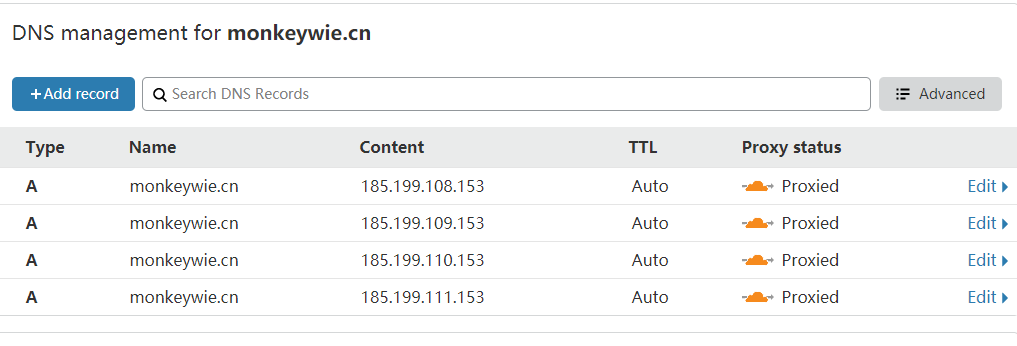 DNS management for monkeywie.cn
+ Add record Search DNS Records Advanced
Type Name Content TTL Proxy status
A monkeywie.cn 185.199.108.153 Auto Proxied Edit
A monkeywie.cn 185.199.109.153 Auto Proxied Edit
A monkeywie.cn 185.199.110.153 Auto Proxied Edit
A monkeywie.cn 185.199.111.153 Auto Proxied Edit